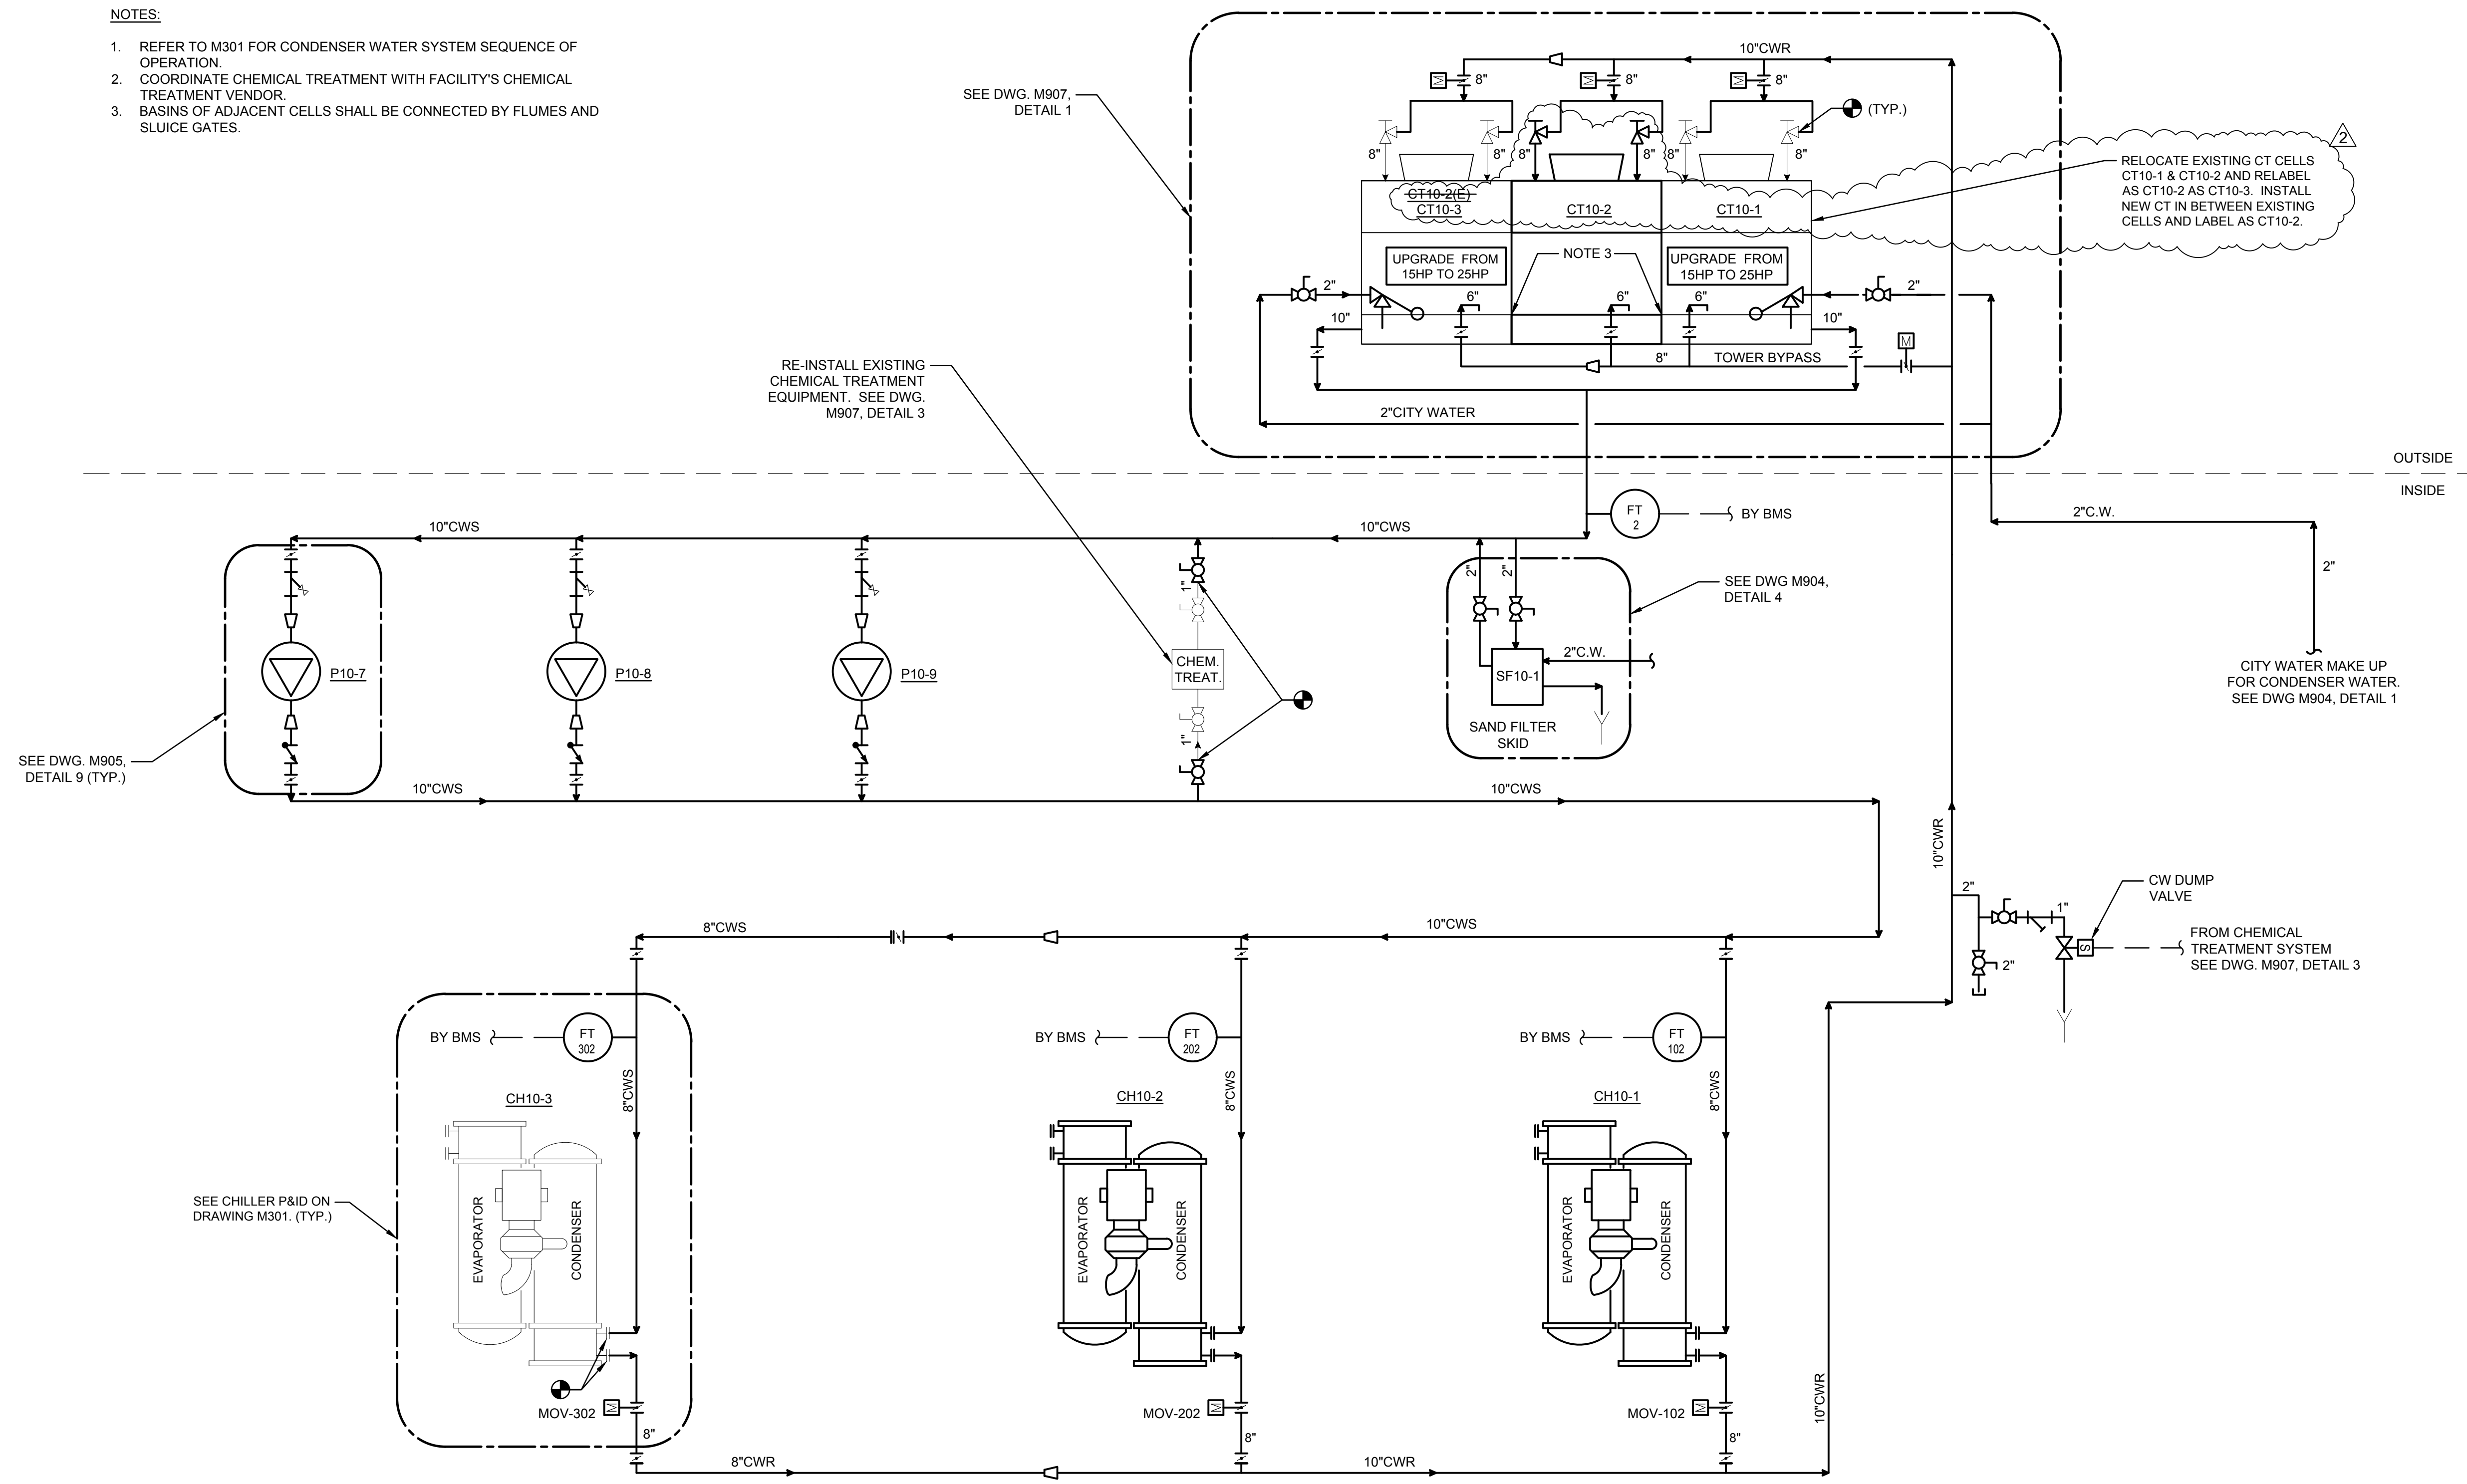 NOTES:
1. REFER TO M301 FOR CONDENSER WATER SYSTEM SEQUENCE OF
OPERATION.
2. COORDINATE CHEMICAL TREATMENT WITH FACILITY'S CHEMICAL
TREATMENT VENDOR.
3. BASINS OF ADJACENT CELLS SHALL BE CONNECTED BY FLUMES AND
SLUICE GATES.
SEE DWG. M907,
DETAIL 1
10"CWR
M 8"
M 8"
M 8"
(TYP.)
8" 8" 8" 8" 8" 8"
2
RELOCATE EXISTING CT CELLS
CT10-1 & CT10-2 AND RELABEL
AS CT10-2 AS CT10-3. INSTALL
NEW CT IN BETWEEN EXISTING
CELLS AND LABEL AS CT10-2.
CT10-2(E)
CT10-3
CT10-2
CT10-1
UPGRADE FROM
15HP TO 25HP
NOTE 3
UPGRADE FROM
15HP TO 25HP
2"
2"
6"
6"
6"
10"
10"
M
8"
TOWER BYPASS
2"CITY WATER
RE-INSTALL EXISTING
CHEMICAL TREATMENT
EQUIPMENT. SEE DWG.
M907, DETAIL 3
OUTSIDE
INSIDE
FT
2
BY BMS
2"C.W.
2"
CITY WATER MAKE UP
FOR CONDENSER WATER.
SEE DWG M904, DETAIL 1
10"CWS
10"CWS
P10-7
P10-8
P10-9
1"
CHEM.
TREAT.
1"
2"
2"
SEE DWG M904,
DETAIL 4
2"C.W.
SF10-1
SAND FILTER
SKID
SEE DWG. M905,
DETAIL 9 (TYP.)
10"CWS
10"CWS
10"CWR
2"
1"
2"
S
CW DUMP
VALVE
FROM CHEMICAL
TREATMENT SYSTEM
SEE DWG. M907, DETAIL 3
8"CWS
10"CWS
BY BMS
FT
302
8"CWS
CH10-3
EVAPORATOR
CONDENSER
MOV-302
M
8"
BY BMS
FT
202
8"CWS
CH10-2
EVAPORATOR
CONDENSER
MOV-202
M
8"
BY BMS
FT
102
8"CWS
CH10-1
EVAPORATOR
CONDENSER
MOV-102
M
8"
SEE CHILLER P&ID ON
DRAWING M301. (TYP.)
10"CWR
8"CWR
10"CWR